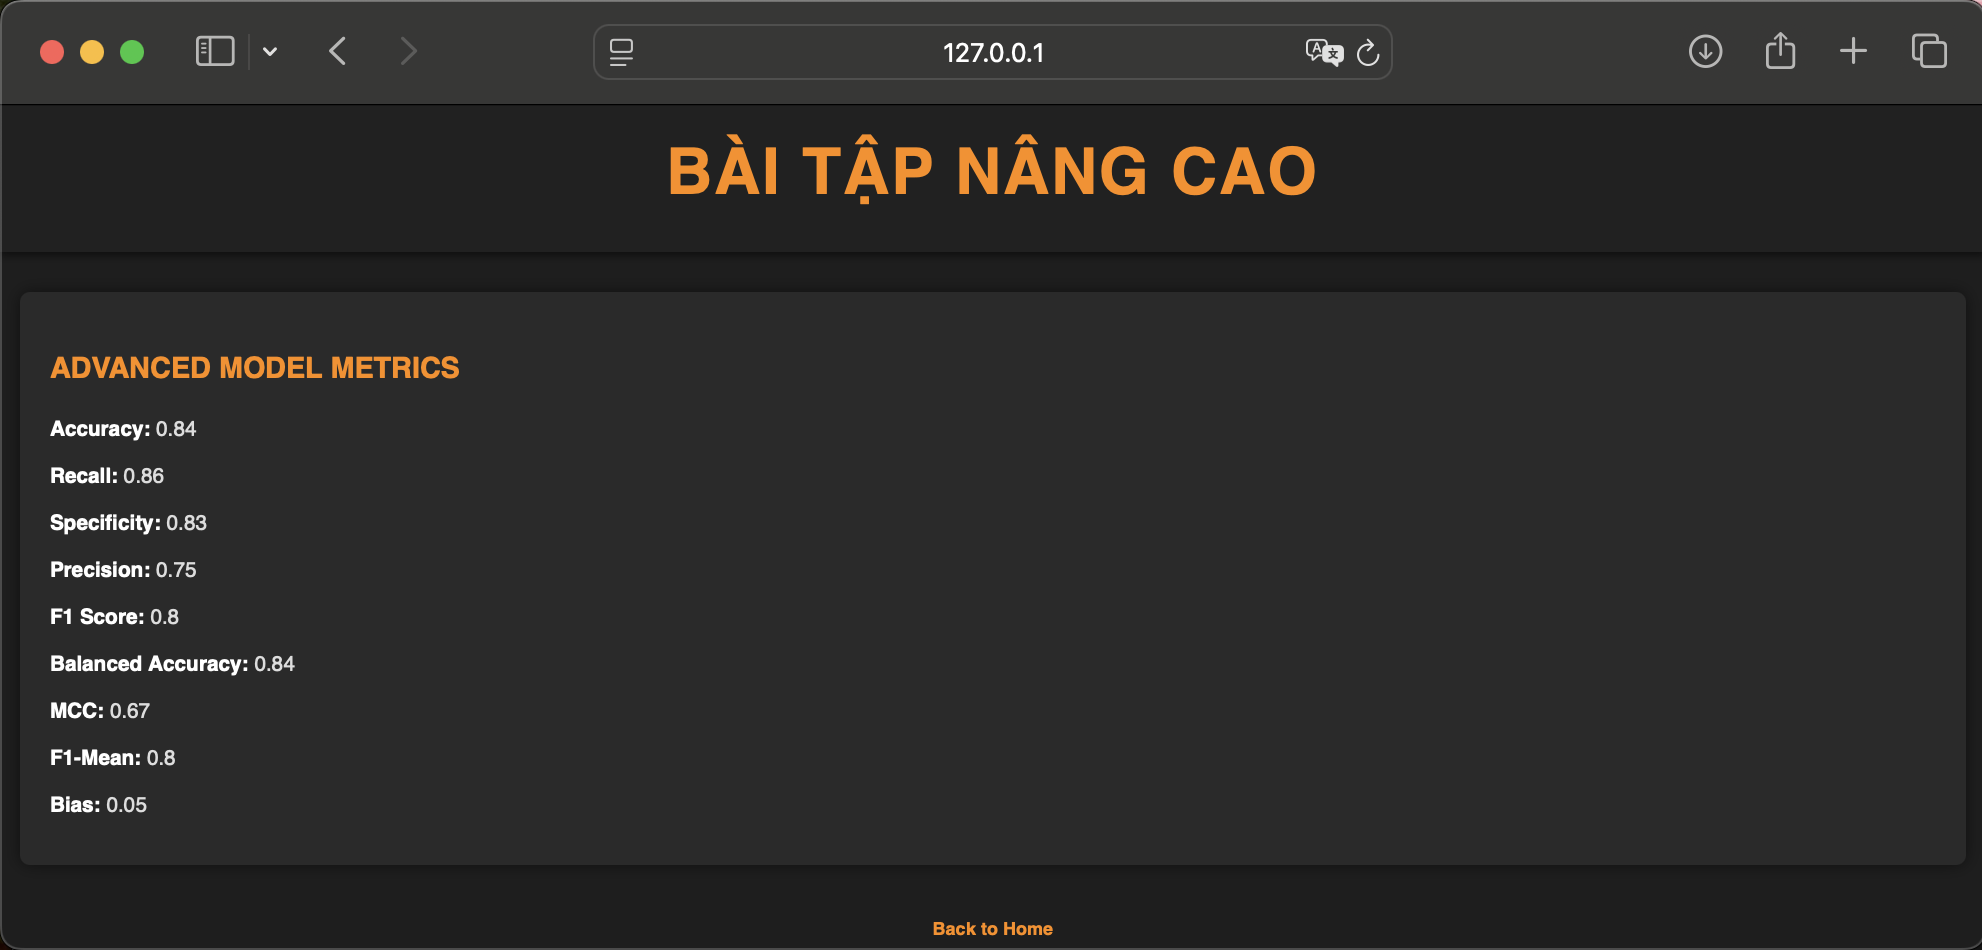 127.0.0.1
BÀI TẬP NÂNG CAO
ADVANCED MODEL METRICS
Accuracy: 0.84
Recall: 0.86
Specificity: 0.83
Precision: 0.75
F1 Score: 0.8
Balanced Accuracy: 0.84
MCC: 0.67
F1-Mean: 0.8
Bias: 0.05
Back to Home